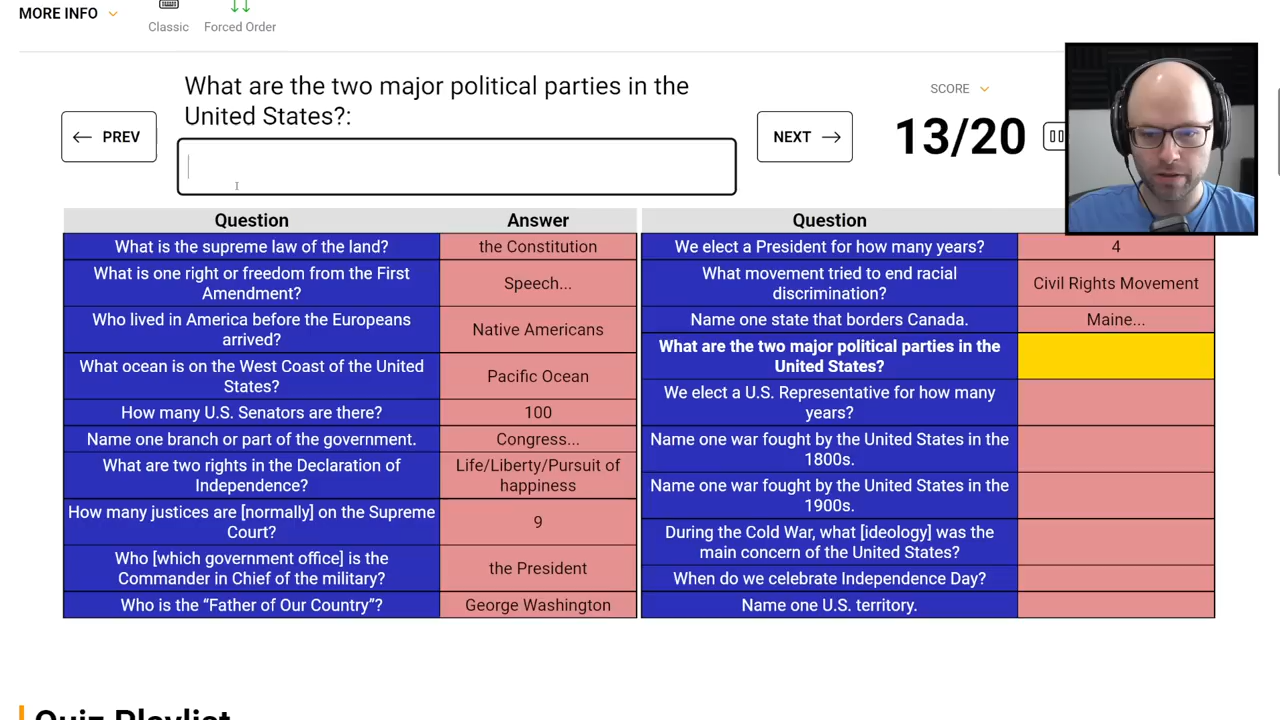 MORE INFO
Classic
Forced Order
What are the two major political parties in the
United States?:
PREV
NEXT
SCORE
13/20
Question
Answer
What is the supreme law of the land?
the Constitution
What is one right or freedom from the First
Amendment?
Speech...
Who lived in America before the Europeans
arrived?
Native Americans
What ocean is on the West Coast of the United
States?
Pacific Ocean
How many U.S. Senators are there?
100
Name one branch or part of the government.
Congress...
What are two rights in the Declaration of
Independence?
Life/Liberty/Pursuit of
happiness
How many justices are [normally] on the Supreme
Court?
9
Who [which government office] is the
Commander in Chief of the military?
the President
Who is the “Father of Our Country”?
George Washington
Question
We elect a President for how many years?
4
What movement tried to end racial
discrimination?
Civil Rights Movement
Name one state that borders Canada.
Maine...
What are the two major political parties in the
United States?
We elect a U.S. Representative for how many
years?
Name one war fought by the United States in the
1800s.
Name one war fought by the United States in the
1900s.
During the Cold War, what [ideology] was the
main concern of the United States?
When do we celebrate Independence Day?
Name one U.S. territory.
Quiz Playlist